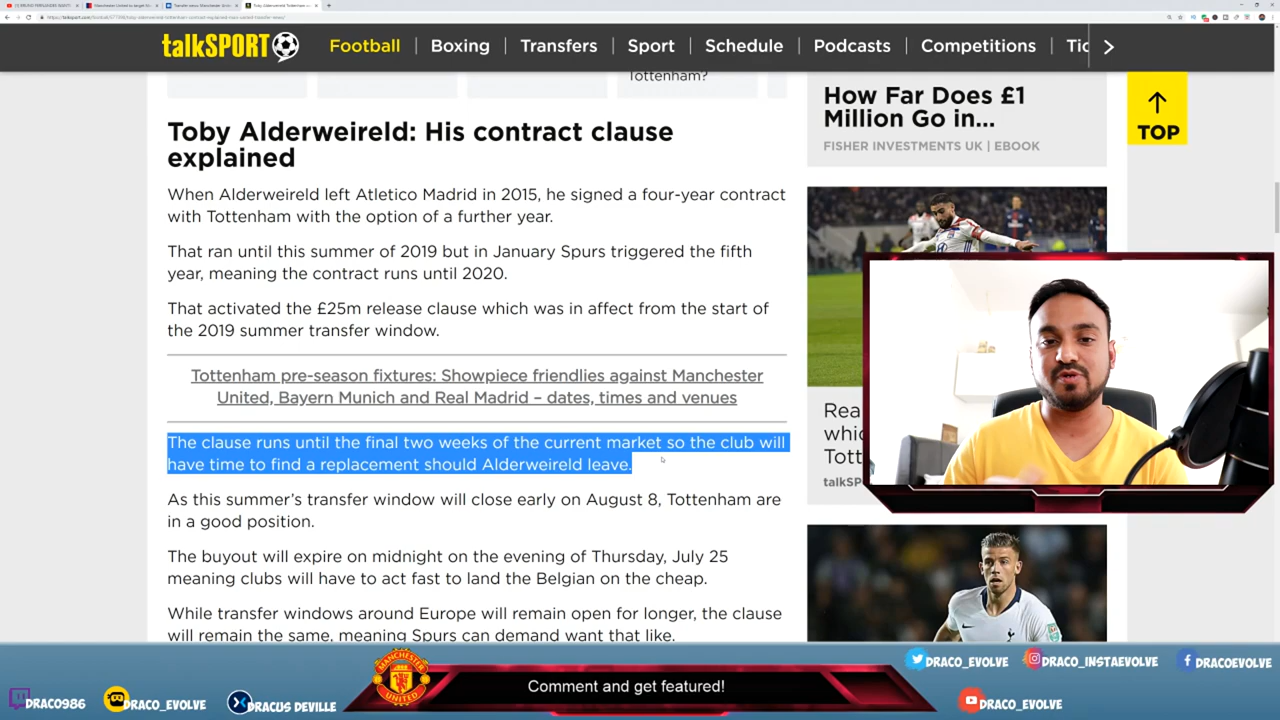 talkSPORT
Football
Boxing
Transfers
Sport
Schedule
Podcasts
Competitions
Tottenham?
Toby Alderweireld: His contract clause
explained
When Alderweireld left Atletico Madrid in 2015, he signed a four-year contract
with Tottenham with the option of a further year.
That ran until this summer of 2019 but in January Spurs triggered the fifth
year, meaning the contract runs until 2020.
That activated the £25m release clause which was in affect from the start of
the 2019 summer transfer window.
Tottenham pre-season fixtures: Showpiece friendlies against Manchester
United, Bayern Munich and Real Madrid – dates, times and venues
The clause runs until the final two weeks of the current market so the club will
have time to find a replacement should Alderweireld leave.
As this summer's transfer window will close early on August 8, Tottenham are
in a good position.
The buyout will expire on midnight on the evening of Thursday, July 25
meaning clubs will have to act fast to land the Belgian on the cheap.
While transfer windows around Europe will remain open for longer, the clause
will remain the same, meaning Spurs can demand want that like.
How Far Does £1
Million Go in...
FISHER INVESTMENTS UK | EBOOK
TOP
MANCHESTER
UNITED
Comment and get featured!
DRACO986
DRACO_EVOLVE
DRACUS DEVILLE
DRACO_EVOLVE
DRACO_INSTAEVOLVE
DRACOEVOLVE
DRACO_EVOLVE